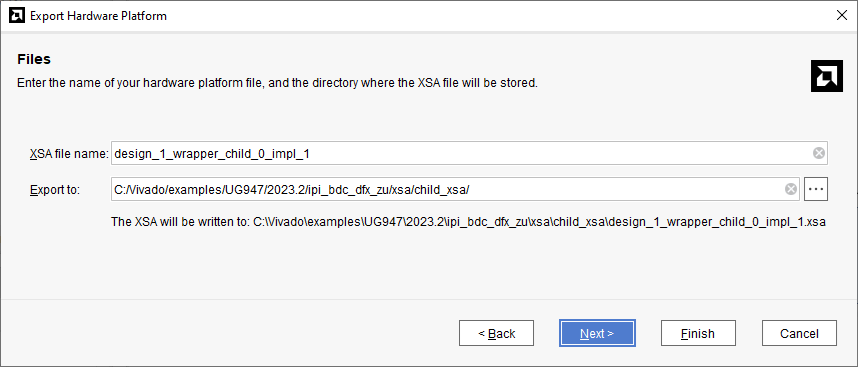 Export Hardware Platform
Files
Enter the name of your hardware platform file, and the directory where the XSA file will be stored.
XSA file name: design_1_wrapper_child_0_impl_1
Export to: C:/Vivado/examples/UG947/2023.2/ipi_bdc_dfx_zu/xsa/child_xsa/ ...
The XSA will be written to: C:\Vivado\examples\UG947\2023.2\ipi_bdc_dfx_zu\xsa\child_xsa\design_1_wrapper_child_0_impl_1.xsa
< Back Next > Finish Cancel